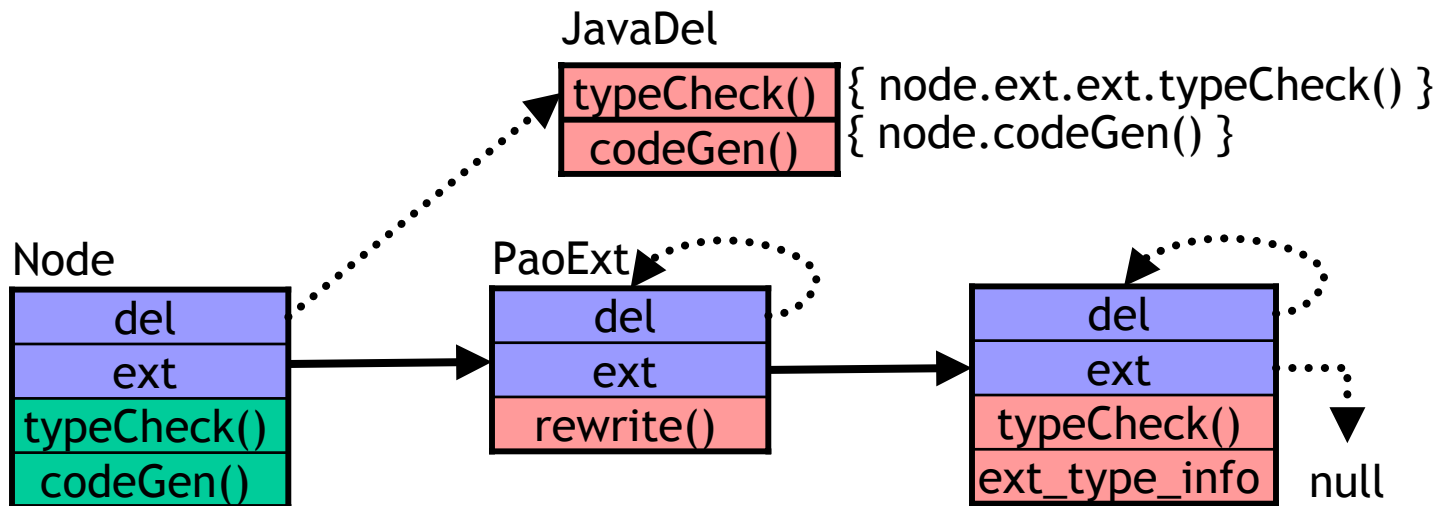 JavaDel
typeCheck() { node.ext.ext.typeCheck() }
codeGen() { node.codeGen() }
Node
del
ext
typeCheck()
codeGen()
PaoExt
del
ext
rewrite()
del
ext
typeCheck()
ext_type_info
null